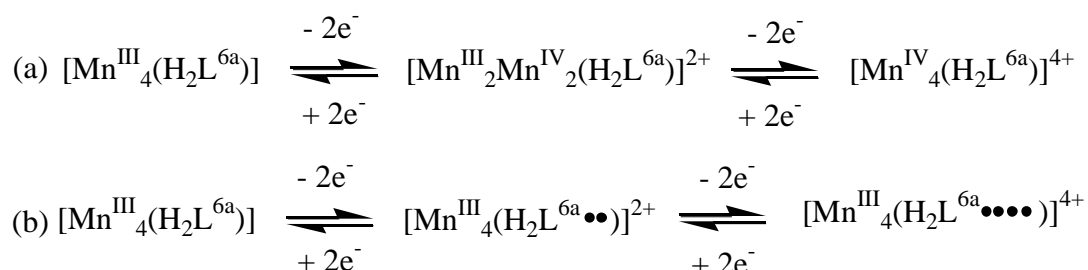 - 2e⁻ - 2e⁻
(a) [Mn^III_4(H_2L^6a)] [Mn^III_2Mn^IV_2(H_2L^6a)]^2+ [Mn^IV_4(H_2L^6a)]^4+
+ 2e⁻ + 2e⁻
- 2e⁻ - 2e⁻
(b) [Mn^III_4(H_2L^6a)] [Mn^III_4(H_2L^6a••)]^2+ [Mn^III_4(H_2L^6a••••)]^4+
+ 2e⁻ + 2e⁻